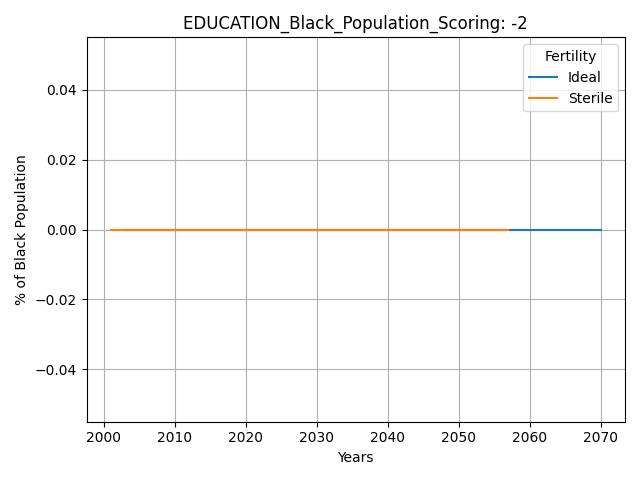 EDUCATION_Black_Population_Scoring: -2
Fertility
Ideal
Sterile
% of Black Population
0.04
0.02
0.00
−0.02
−0.04
2000 2010 2020 2030 2040 2050 2060 2070
Years